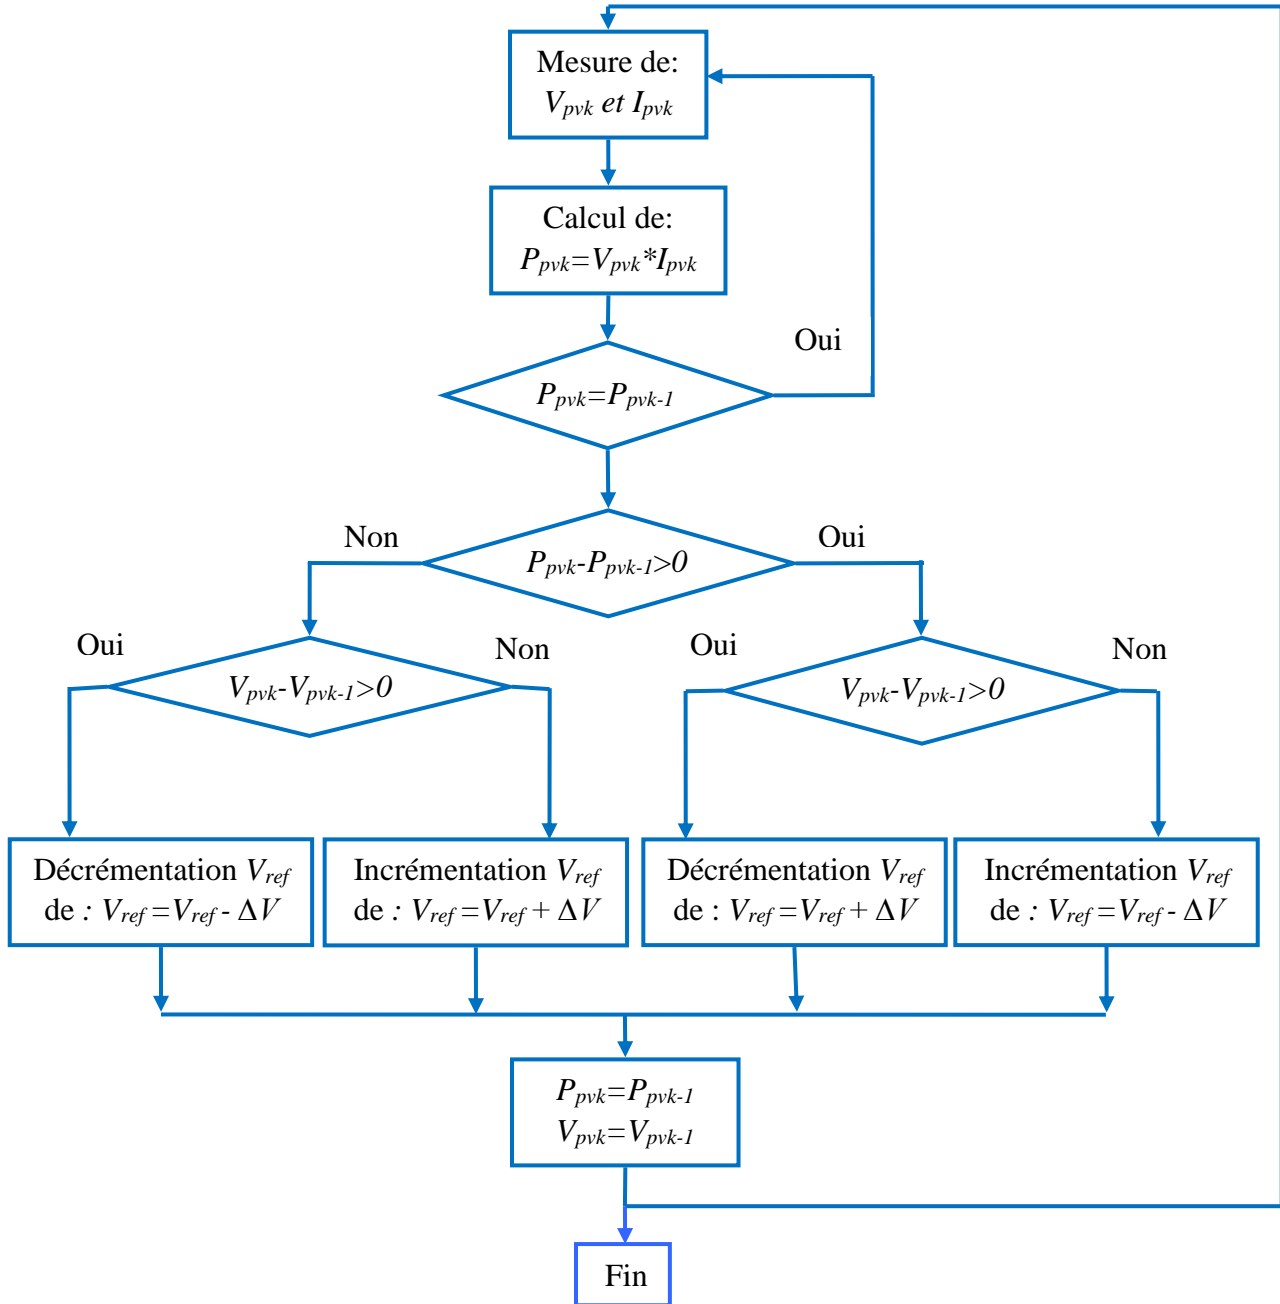 Mesure de:
Vpvk et Ipvk
Calcul de:
Ppvk=Vpvk*Ipvk
Oui
Ppvk=Ppvk-1
Non
Oui
Ppvk-Ppvk-1>0
Oui
Non
Oui
Non
Vpvk-Vpvk-1>0
Vpvk-Vpvk-1>0
Décrémentation Vref
de : Vref=Vref - ΔV
Incrémentation Vref
de : Vref=Vref + ΔV
Décrémentation Vref
de : Vref=Vref + ΔV
Incrémentation Vref
de : Vref=Vref - ΔV
Ppvk=Ppvk-1
Vpvk=Vpvk-1
Fin